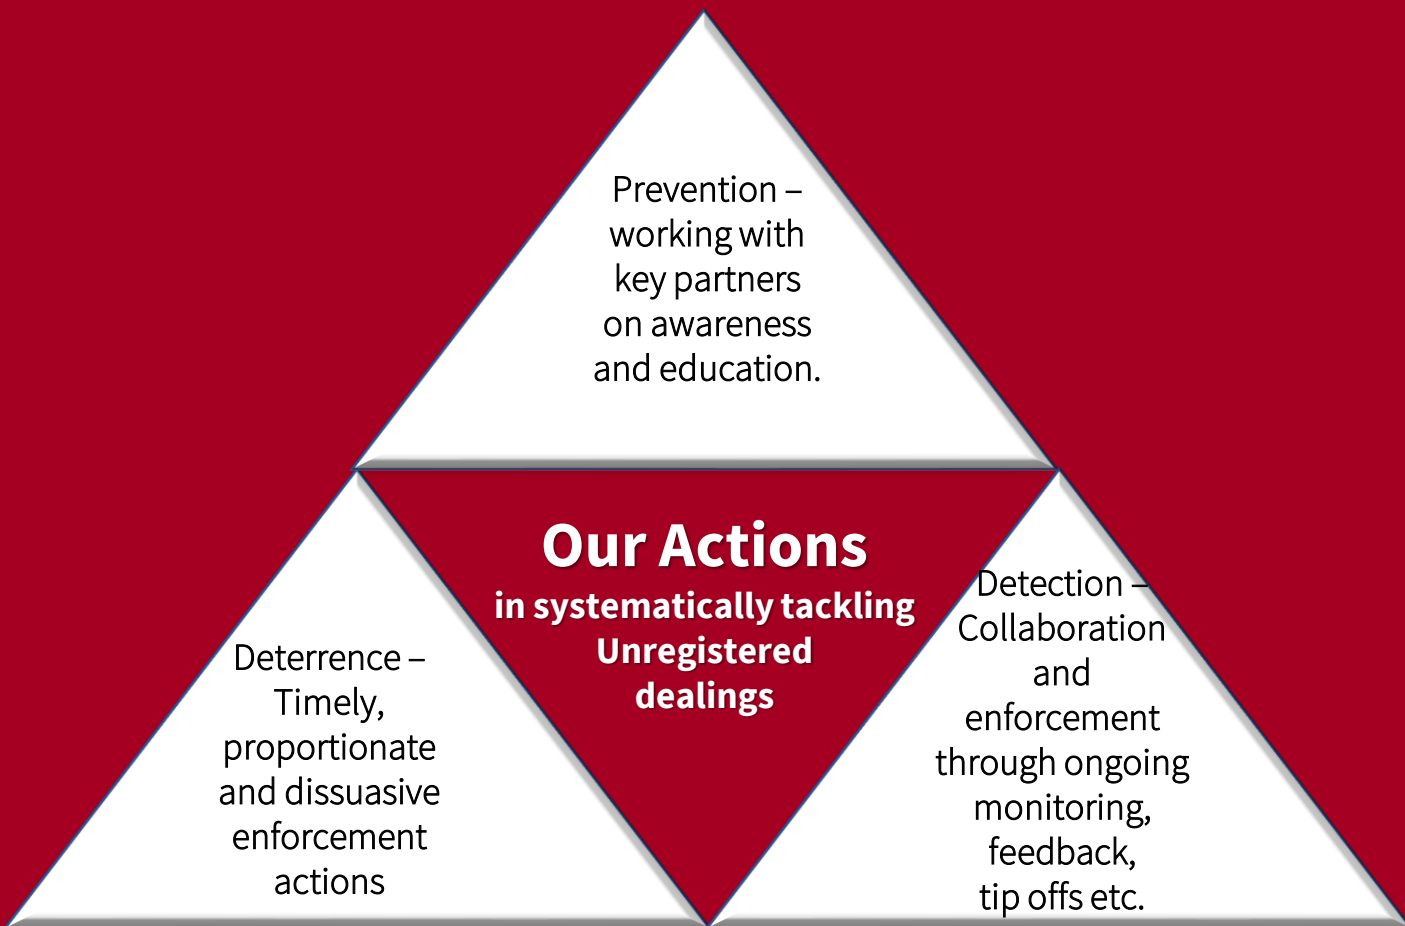 Prevention –
working with
key partners
on awareness
and education.
Our Actions
in systematically tackling
Unregistered
dealings
Deterrence –
Timely,
proportionate
and dissuasive
enforcement
actions
Detection –
Collaboration
and
enforcement
through ongoing
monitoring,
feedback,
tip offs etc.